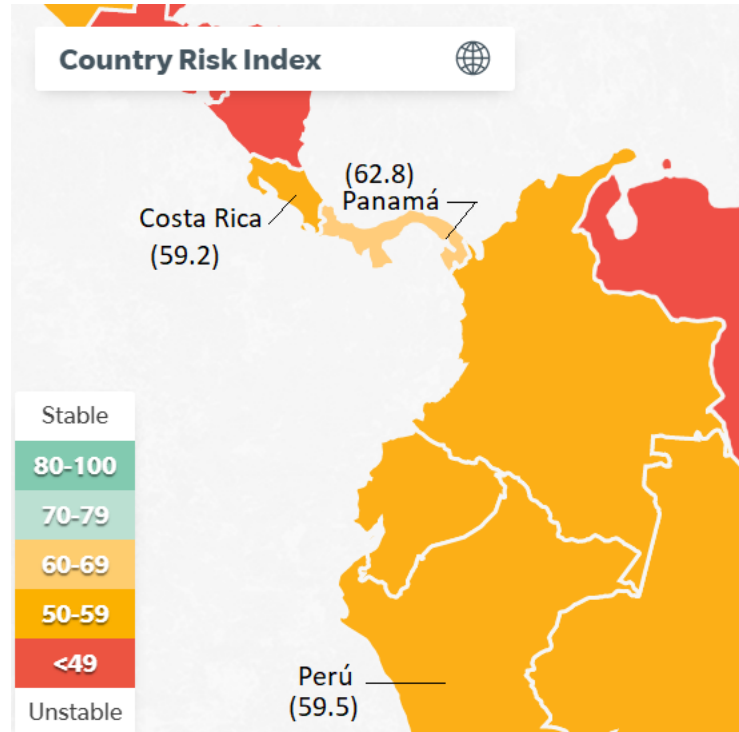 Country Risk Index
(62.8)
Panamá
Costa Rica
(59.2)
Stable
80-100
70-79
60-69
50-59
<49
Unstable
Perú
(59.5)